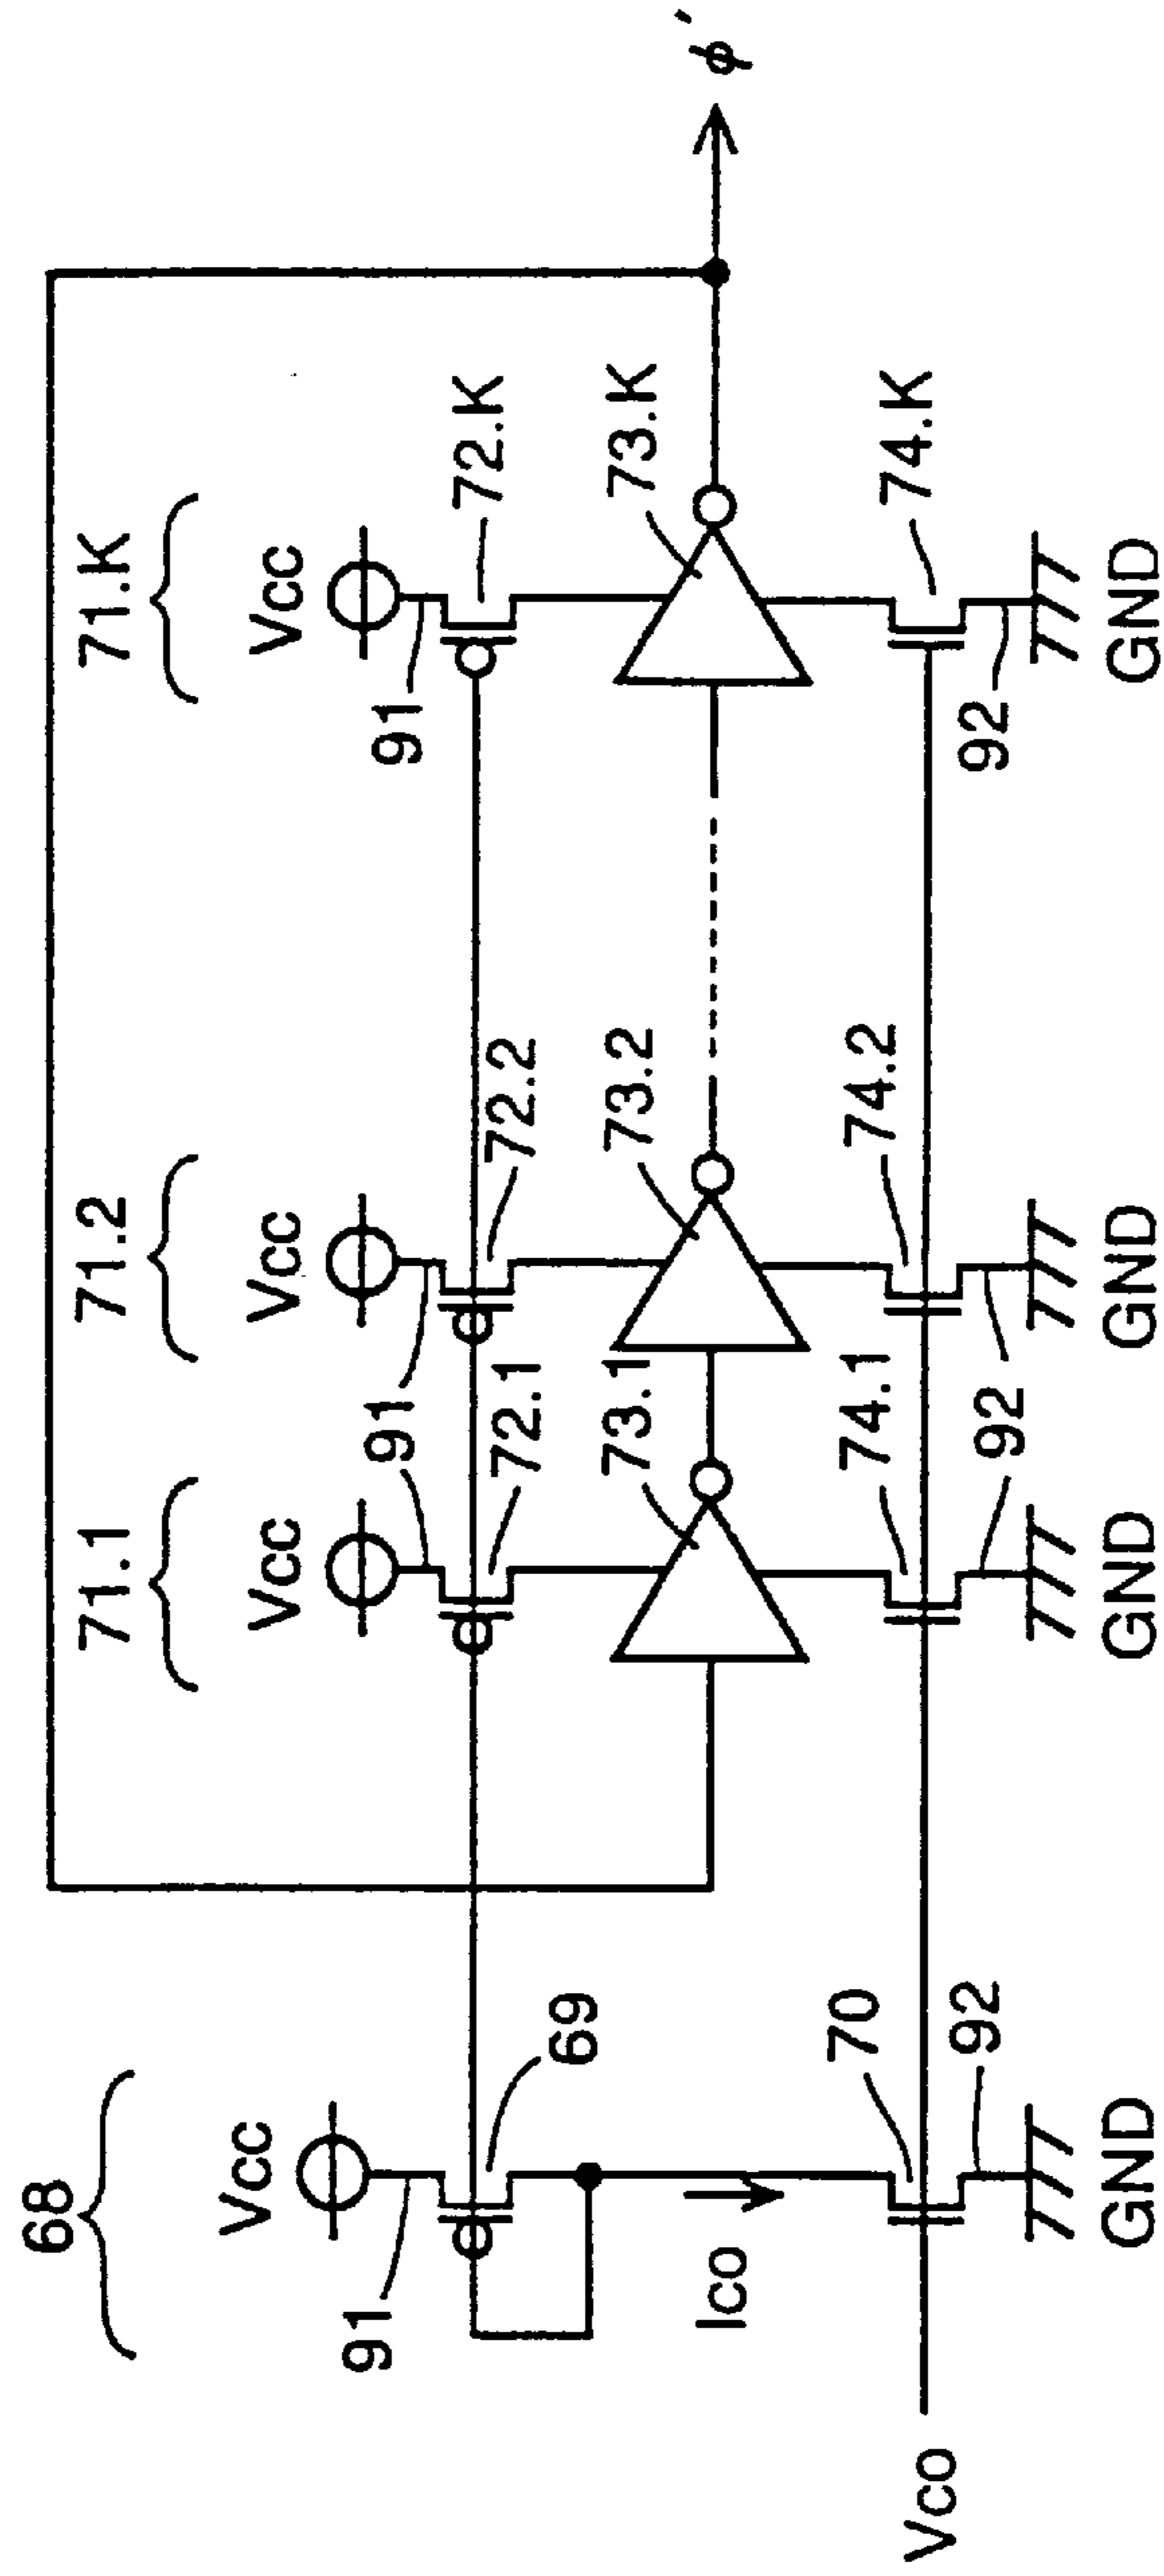 68
71.1
71.2
71.K
Vcc
Vcc
Vcc
Vcc
91
91
91
69
72.1
72.2
72.K
73.1
73.2
73.K
φ'
Ico
70
74.1
74.2
74.K
Vco
92
92
92
GND
GND
GND
GND